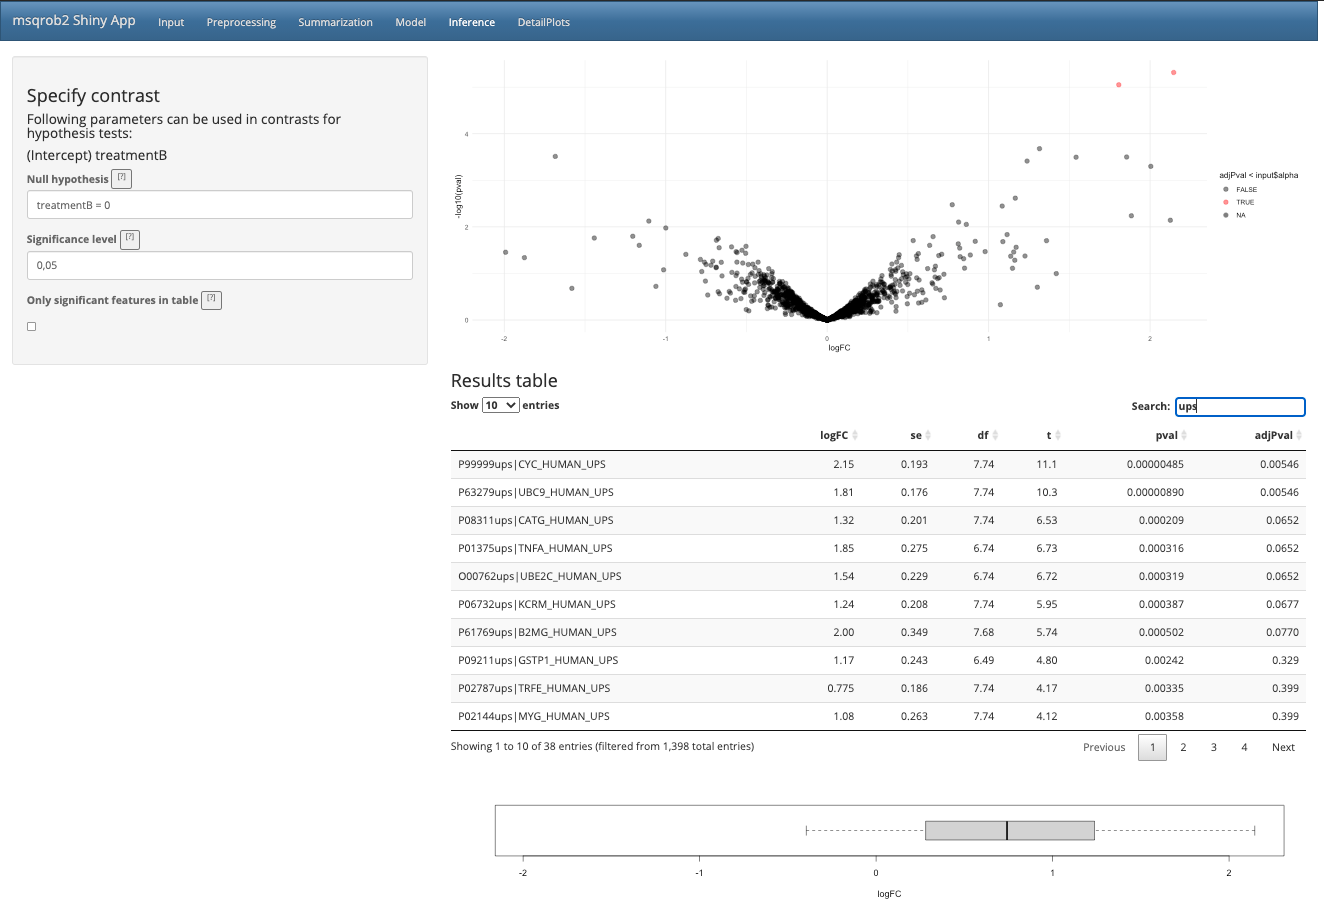 msqrob2 Shiny App Input Preprocessing Summarization Model Inference DetailPlots
Specify contrast
Following parameters can be used in contrasts for
hypothesis tests:
(Intercept) treatmentB
Null hypothesis [?]
treatmentB = 0
Significance level [?]
0,05
Only significant features in table [?]
-log10(pval)
4
2
0
-2 -1 0 1 2
logFC
adjPval < input$alpha
FALSE
TRUE
NA
Results table
Show 10 entries
Search: ups
logFC se df t pval adjPval
P99999ups|CYC_HUMAN_UPS 2.15 0.193 7.74 11.1 0.00000485 0.00546
P63279ups|UBC9_HUMAN_UPS 1.81 0.176 7.74 10.3 0.00000890 0.00546
P08311ups|CATG_HUMAN_UPS 1.32 0.201 7.74 6.53 0.000209 0.0652
P01375ups|TNFA_HUMAN_UPS 1.85 0.275 6.74 6.73 0.000316 0.0652
O00762ups|UBE2C_HUMAN_UPS 1.54 0.229 6.74 6.72 0.000319 0.0652
P06732ups|KCRM_HUMAN_UPS 1.24 0.208 7.74 5.95 0.000387 0.0677
P61769ups|B2MG_HUMAN_UPS 2.00 0.349 7.68 5.74 0.000502 0.0770
P09211ups|GSTP1_HUMAN_UPS 1.17 0.243 6.49 4.80 0.00242 0.329
P02787ups|TRFE_HUMAN_UPS 0.775 0.186 7.74 4.17 0.00335 0.399
P02144ups|MYG_HUMAN_UPS 1.08 0.263 7.74 4.12 0.00358 0.399
Showing 1 to 10 of 38 entries (filtered from 1,398 total entries)
Previous 1 2 3 4 Next
-2 -1 0 1 2
logFC